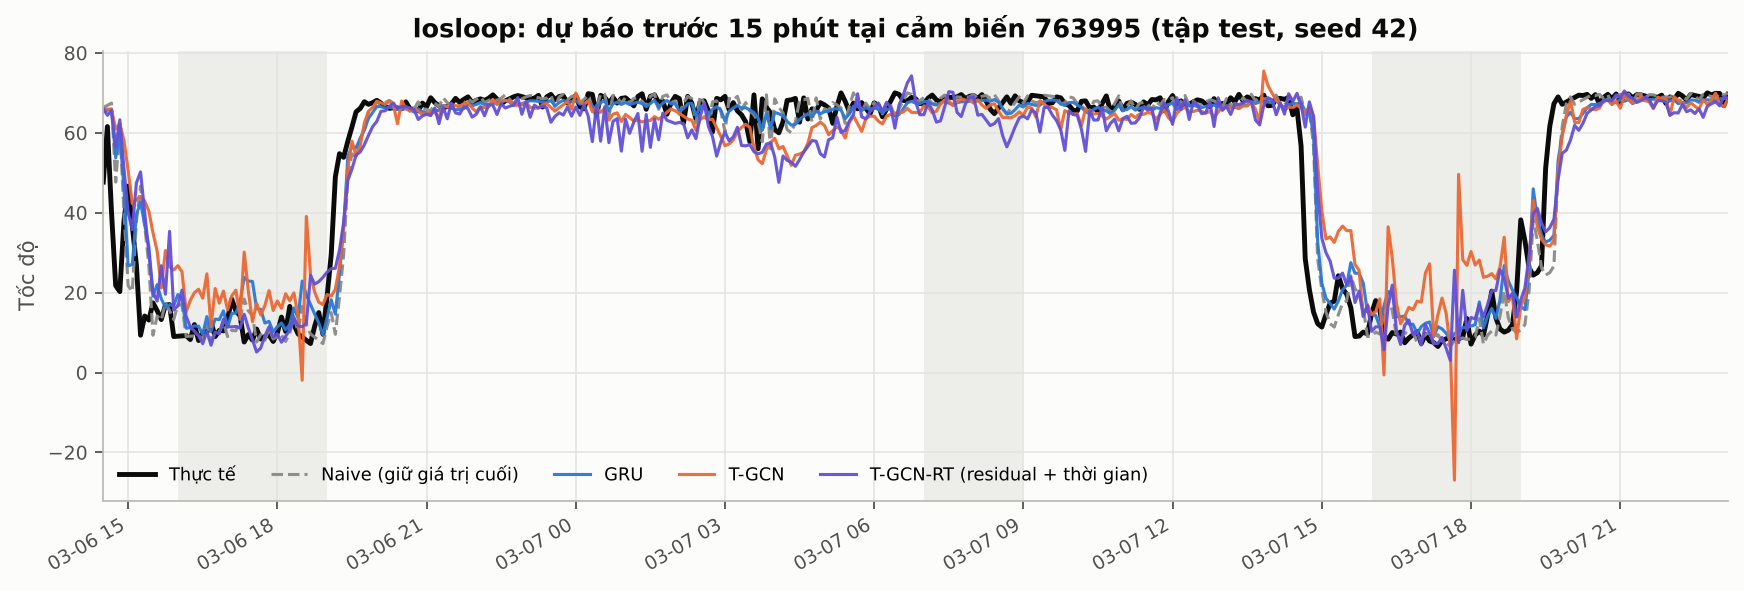 losloop: dự báo trước 15 phút tại cảm biến 763995 (tập test, seed 42)
80
60
40
20
0
−20
Tốc độ
Thực tế
Naive (giữ giá trị cuối)
GRU
T-GCN
T-GCN-RT (residual + thời gian)
03-06 15
03-06 18
03-06 21
03-07 00
03-07 03
03-07 06
03-07 09
03-07 12
03-07 15
03-07 18
03-07 21